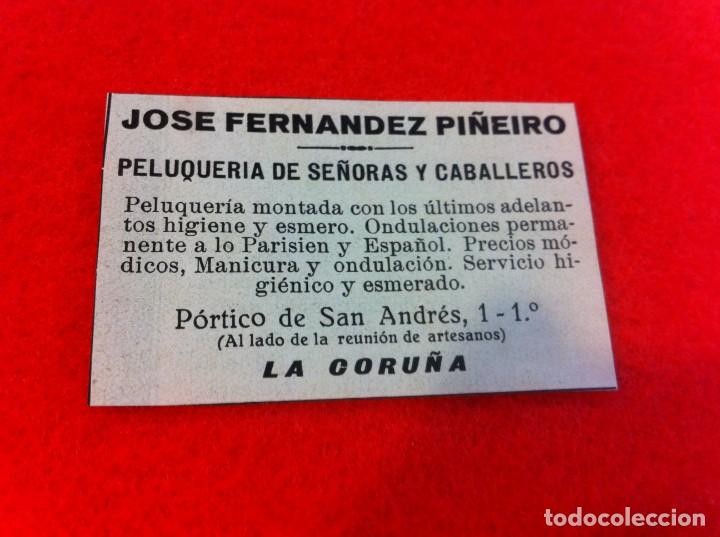 JOSE FERNANDEZ PIÑEIRO
PELUQUERIA DE SEÑORAS Y CABALLEROS
Peluquería montada con los últimos adelan-
tos higiene y esmero. Ondulaciones perma-
nente a lo Parisien y Español. Precios mó-
dicos, Manicura y ondulación. Servicio hi-
giénico y esmerado.
Pórtico de San Andrés, 1 - 1.º
(Al lado de la reunión de artesanos)
LA CORUÑA
todocoleccion